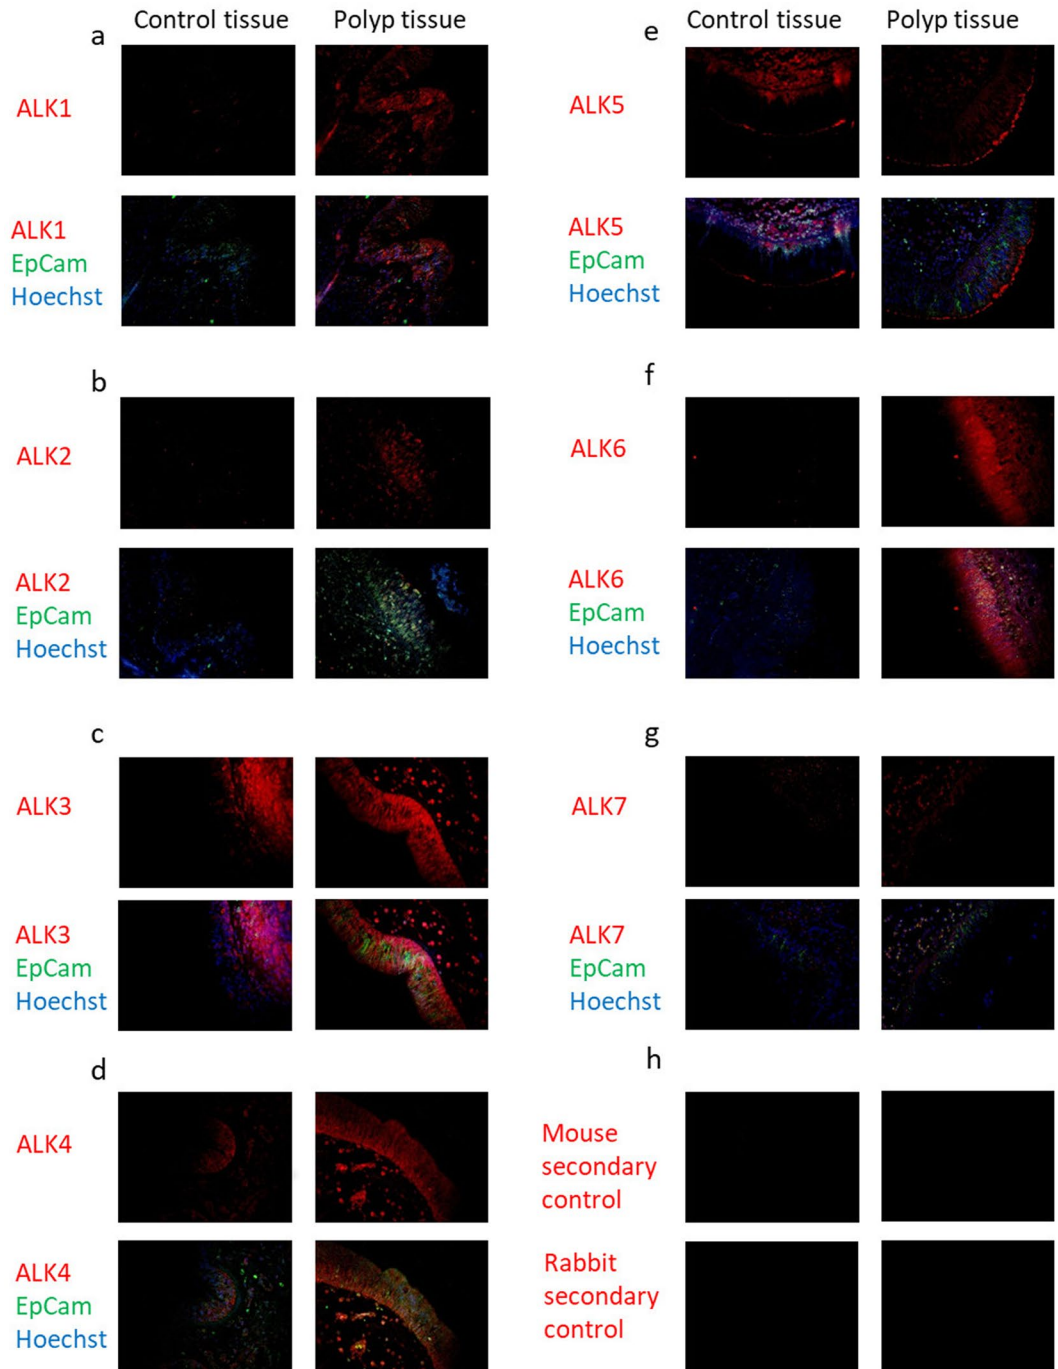 Control tissue Polyp tissue
a
ALK1
ALK1
EpCam
Hoechst
b
ALK2
ALK2
EpCam
Hoechst
c
ALK3
ALK3
EpCam
Hoechst
d
ALK4
ALK4
EpCam
Hoechst
Control tissue Polyp tissue
e
ALK5
ALK5
EpCam
Hoechst
f
ALK6
ALK6
EpCam
Hoechst
g
ALK7
ALK7
EpCam
Hoechst
h
Mouse
secondary
control
Rabbit
secondary
control